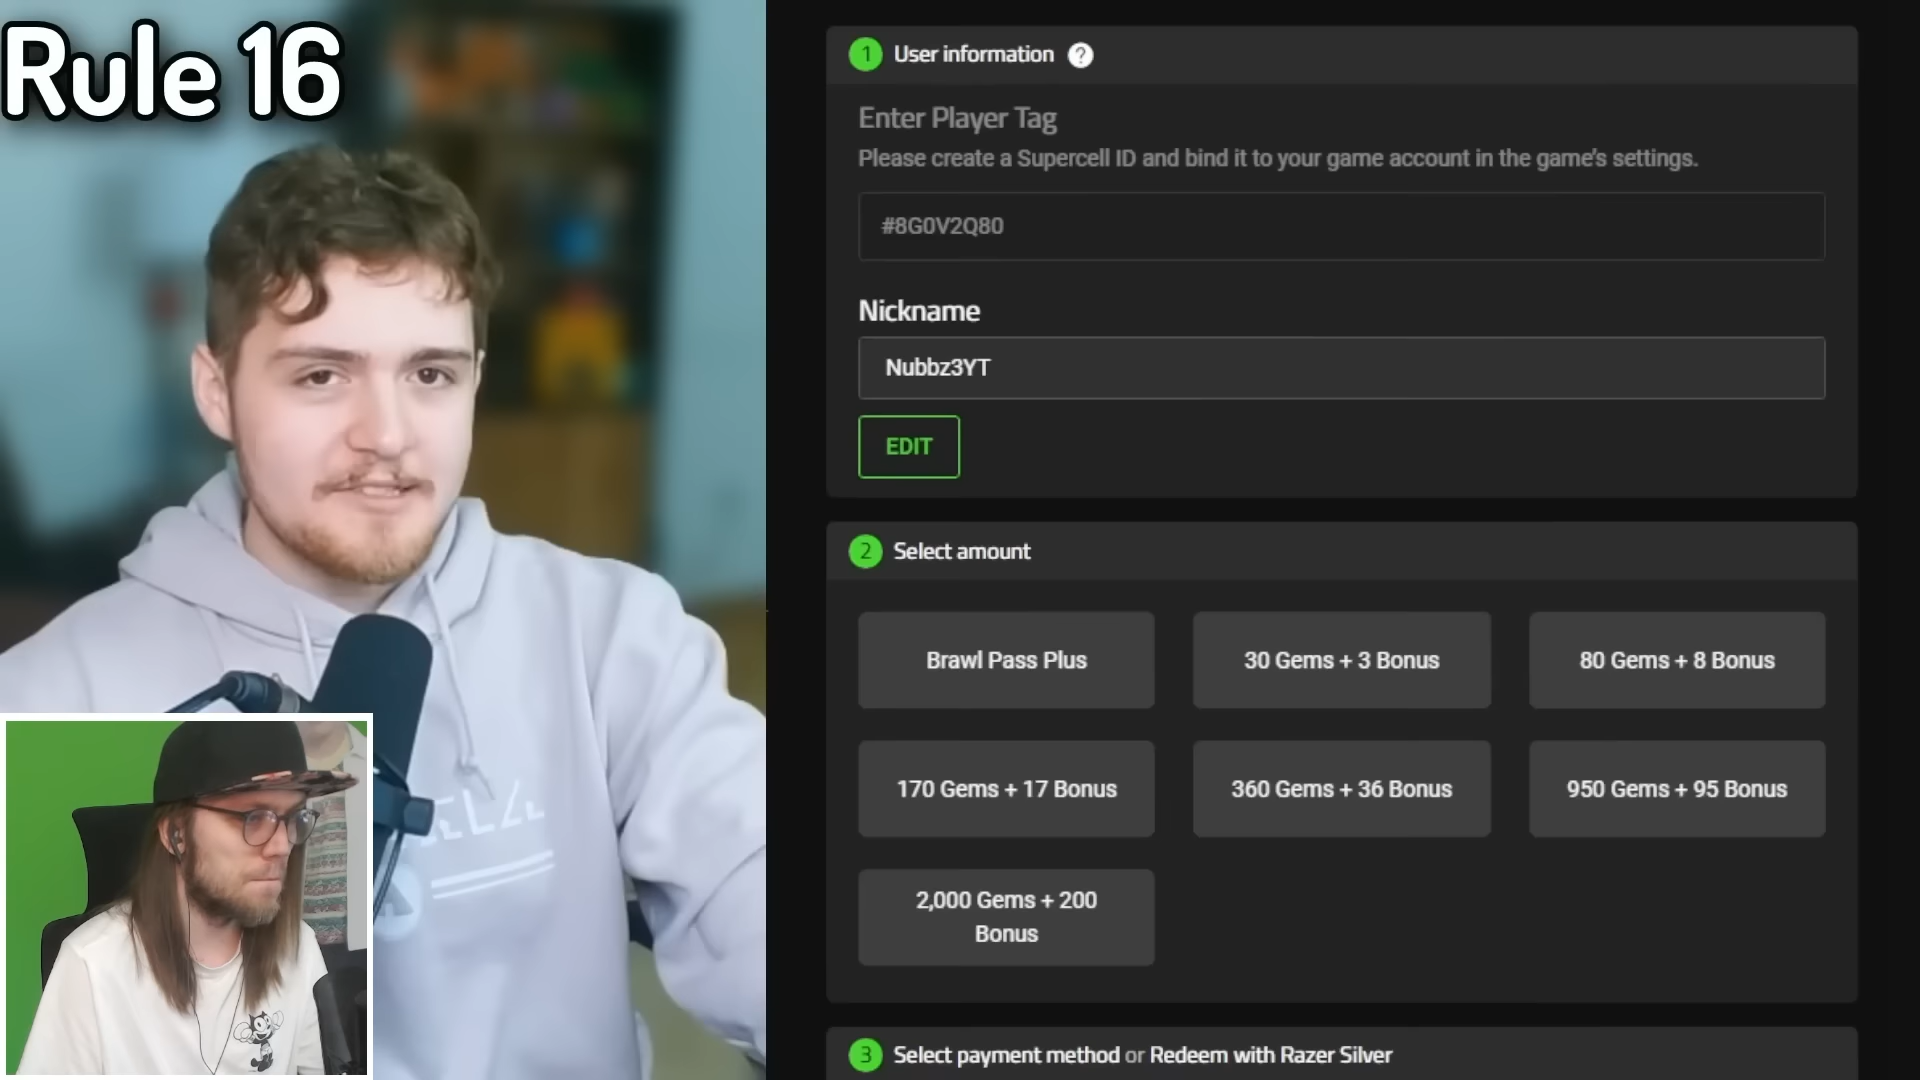 Rule 16
1 User information ?
Enter Player Tag
Please create a Supercell ID and bind it to your game account in the game's settings.
#8G0V2Q80
Nickname
Nubbz3YT
EDIT
2 Select amount
Brawl Pass Plus
30 Gems + 3 Bonus
80 Gems + 8 Bonus
170 Gems + 17 Bonus
360 Gems + 36 Bonus
950 Gems + 95 Bonus
2,000 Gems + 200
Bonus
3 Select payment method or Redeem with Razer Silver